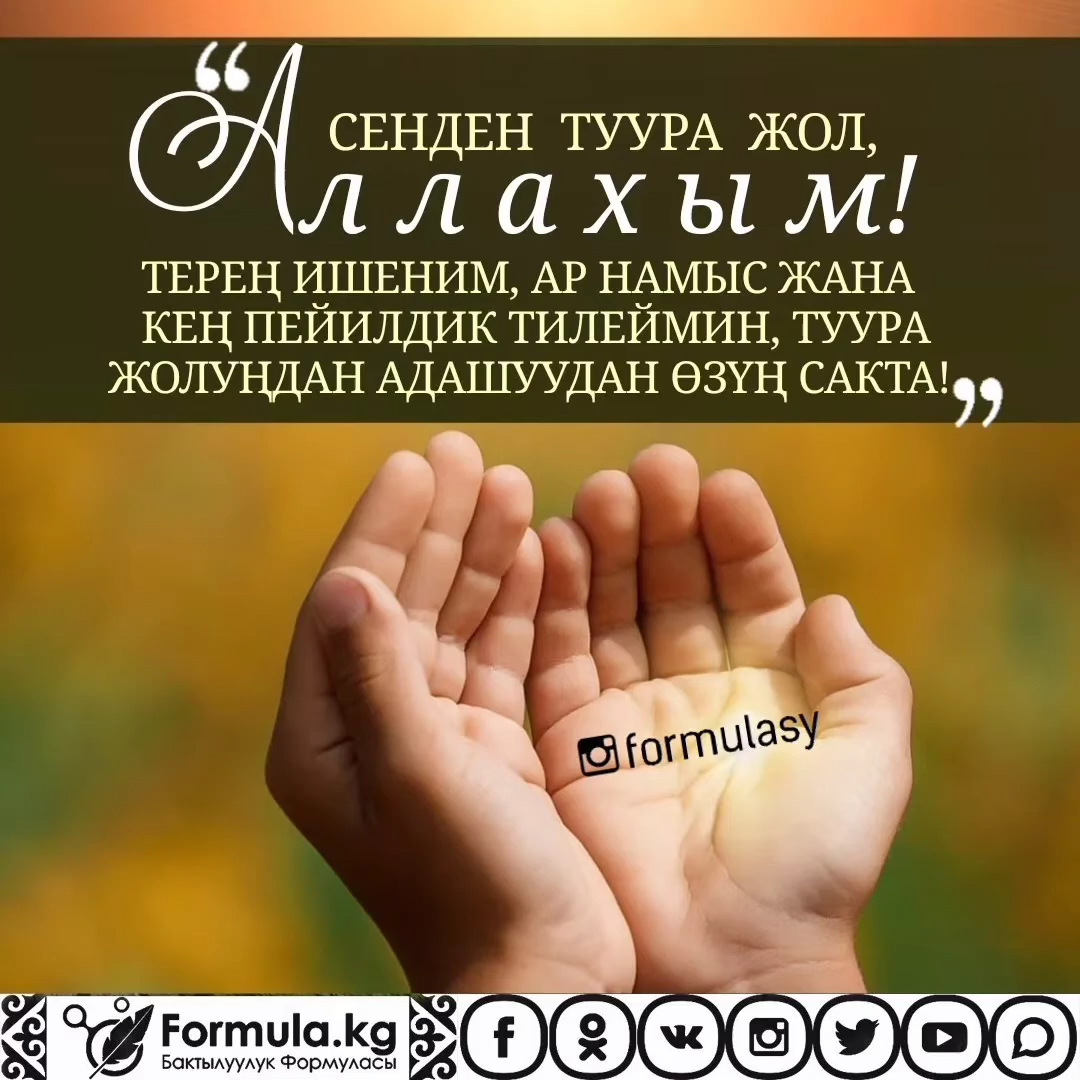 “Аллахым!
СЕНДЕН ТУУРА ЖОЛ,
ТЕРЕҢ ИШЕНИМ, АР НАМЫС ЖАНА
КЕҢ ПЕЙИЛДИК ТИЛЕЙМИН, ТУУРА
ЖОЛУҢДАН АДАШУУДАН ӨЗҮҢ САКТА!”
formulasy
Formula.kg
Бактылуулук Формуласы